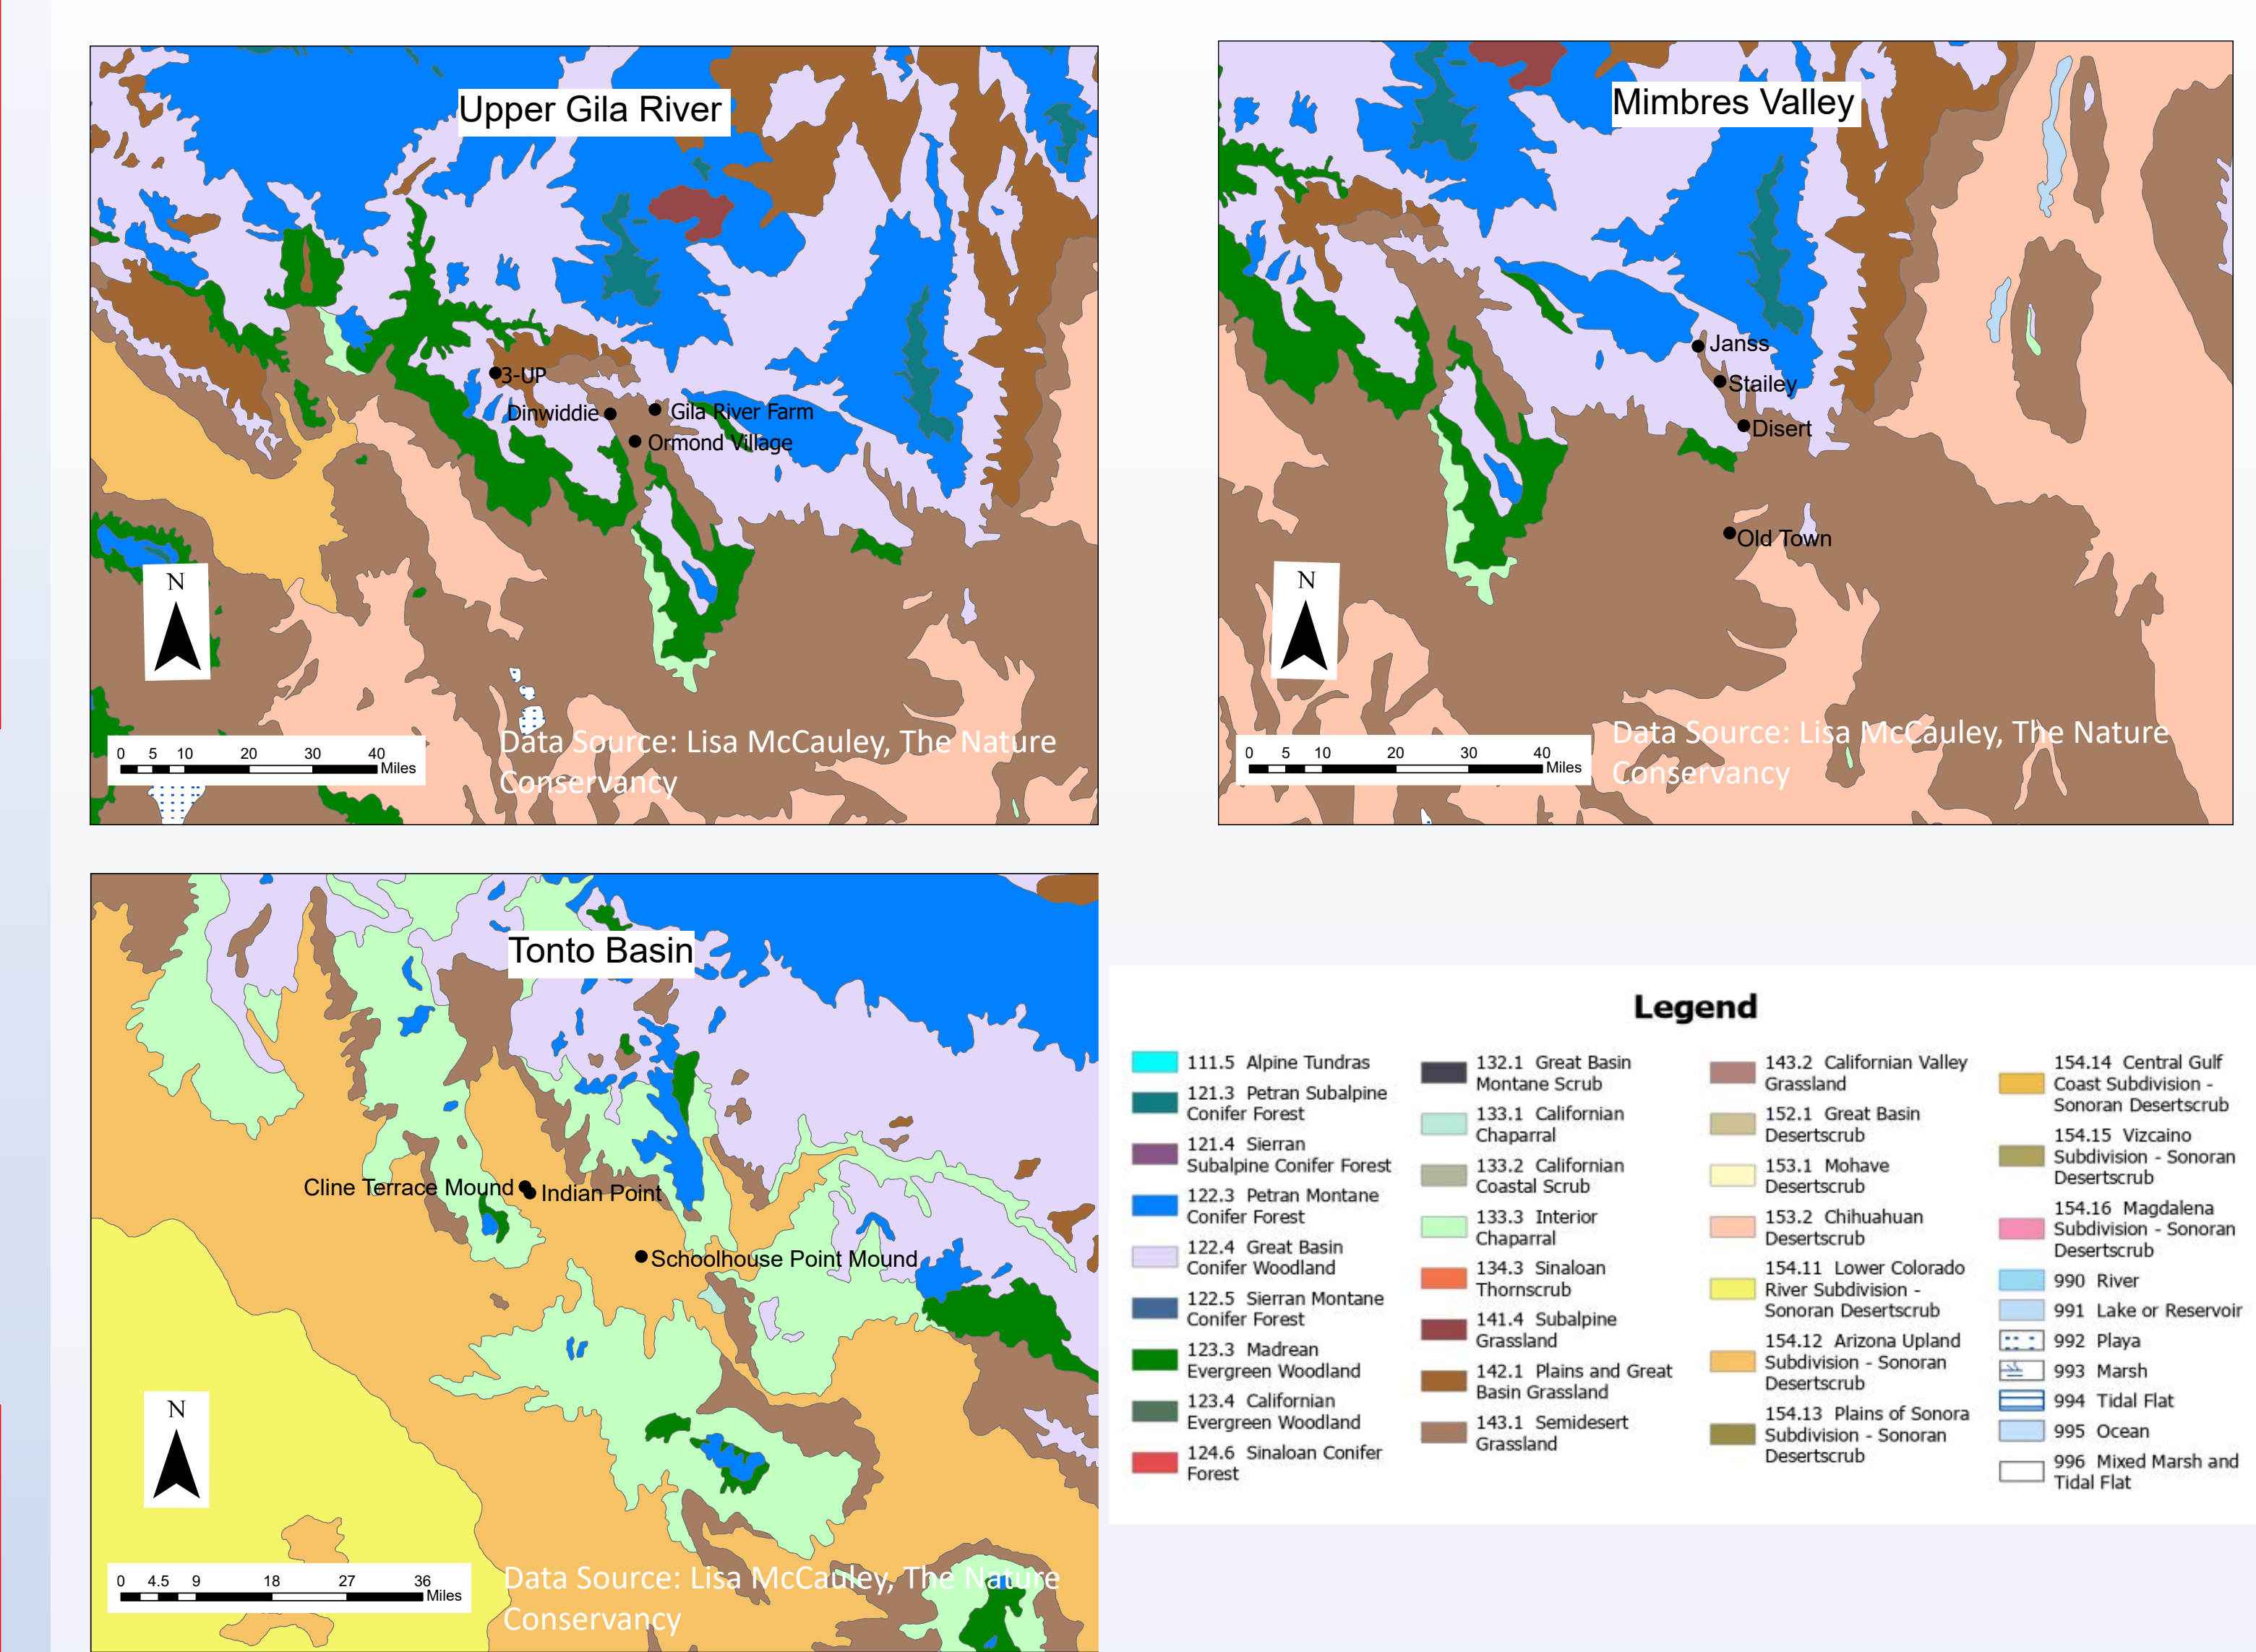 Upper Gila River
3-UP
Dinwiddie
Gila River Farm
Ormond Village
N
0 5 10 20 30 40
Miles
Data Source: Lisa McCauley, The Nature
Conservancy
Mimbres Valley
Janss
Stailey
Disert
Old Town
N
0 5 10 20 30 40
Miles
Data Source: Lisa McCauley, The Nature
Conservancy
Tonto Basin
Cline Terrace Mound
Indian Point
Schoolhouse Point Mound
N
0 4.5 9 18 27 36
Miles
Data Source: Lisa McCauley, The Nature
Conservancy
Legend
111.5 Alpine Tundras
121.3 Petran Subalpine
Conifer Forest
121.4 Sierran
Subalpine Conifer Forest
122.3 Petran Montane
Conifer Forest
122.4 Great Basin
Conifer Woodland
122.5 Sierran Montane
Conifer Forest
123.3 Madrean
Evergreen Woodland
123.4 Californian
Evergreen Woodland
124.6 Sinaloan Conifer
Forest
132.1 Great Basin
Montane Scrub
133.1 Californian
Chaparral
133.2 Californian
Coastal Scrub
133.3 Interior
Chaparral
134.3 Sinaloan
Thornscrub
141.4 Subalpine
Grassland
142.1 Plains and Great
Basin Grassland
143.1 Semidesert
Grassland
143.2 Californian Valley
Grassland
152.1 Great Basin
Desertscrub
153.1 Mohave
Desertscrub
153.2 Chihuahuan
Desertscrub
154.11 Lower Colorado
River Subdivision -
Sonoran Desertscrub
154.12 Arizona Upland
Subdivision - Sonoran
Desertscrub
154.13 Plains of Sonora
Subdivision - Sonoran
Desertscrub
154.14 Central Gulf
Coast Subdivision -
Sonoran Desertscrub
154.15 Vizcaino
Subdivision - Sonoran
Desertscrub
154.16 Magdalena
Subdivision - Sonoran
Desertscrub
990 River
991 Lake or Reservoir
992 Playa
993 Marsh
994 Tidal Flat
995 Ocean
996 Mixed Marsh and
Tidal Flat